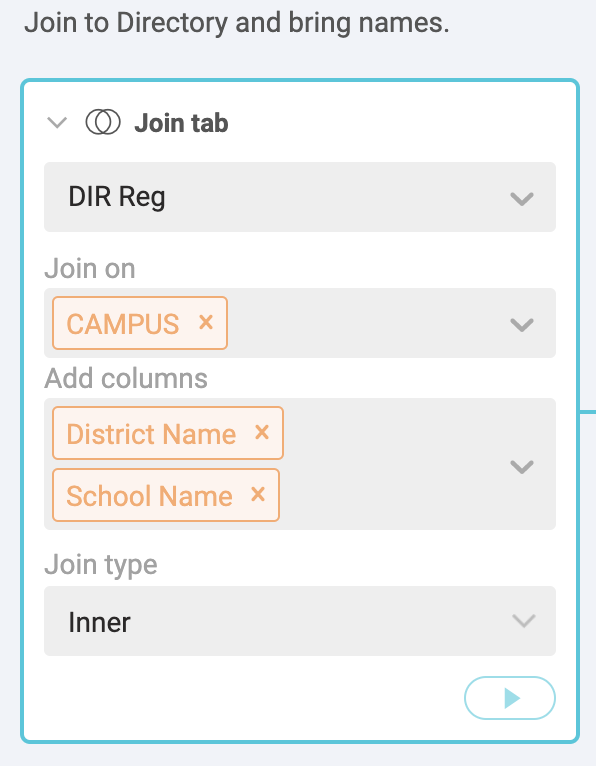 Join to Directory and bring names.
Join tab
DIR Reg
Join on
CAMPUS ×
Add columns
District Name ×
School Name ×
Join type
Inner